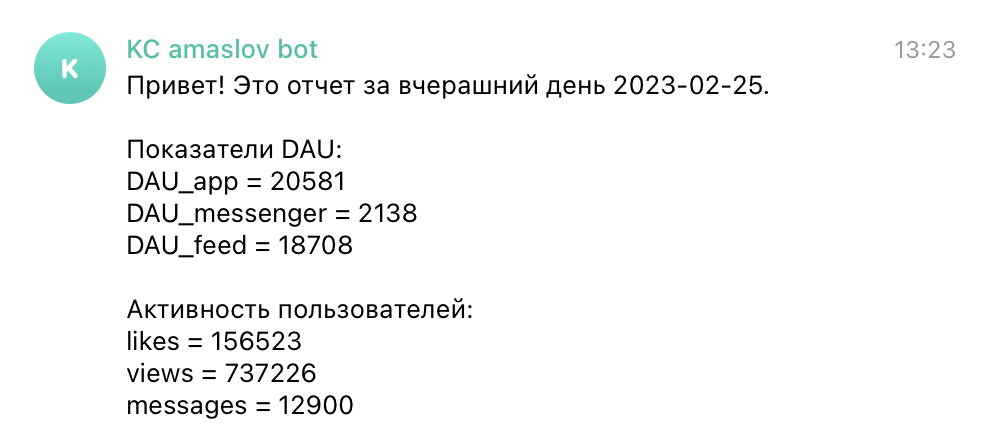 K
KC amaslov bot
13:23
Привет! Это отчет за вчерашний день 2023-02-25.
Показатели DAU:
DAU_app = 20581
DAU_messenger = 2138
DAU_feed = 18708
Активность пользователей:
likes = 156523
views = 737226
messages = 12900